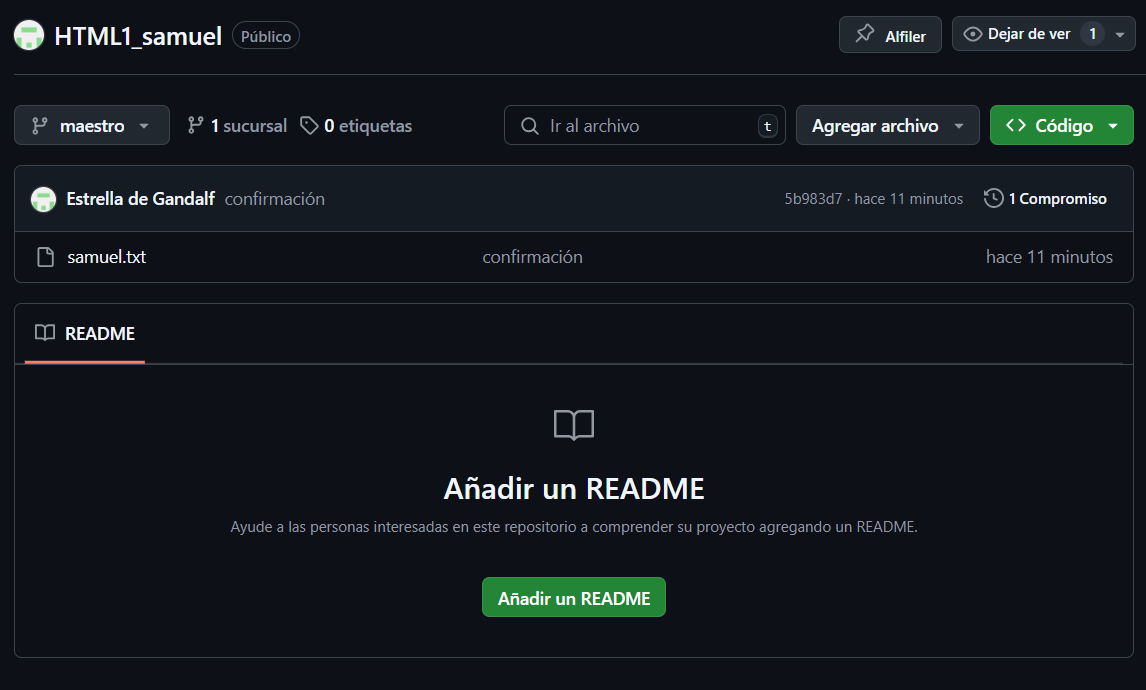 HTML1_samuel Público Alfiler Dejar de ver 1
maestro 1 sucursal 0 etiquetas Ir al archivo t Agregar archivo Código
Estrella de Gandalf confirmación 5b983d7 · hace 11 minutos 1 Compromiso
samuel.txt confirmación hace 11 minutos
README
Añadir un README
Ayude a las personas interesadas en este repositorio a comprender su proyecto agregando un README.
Añadir un README